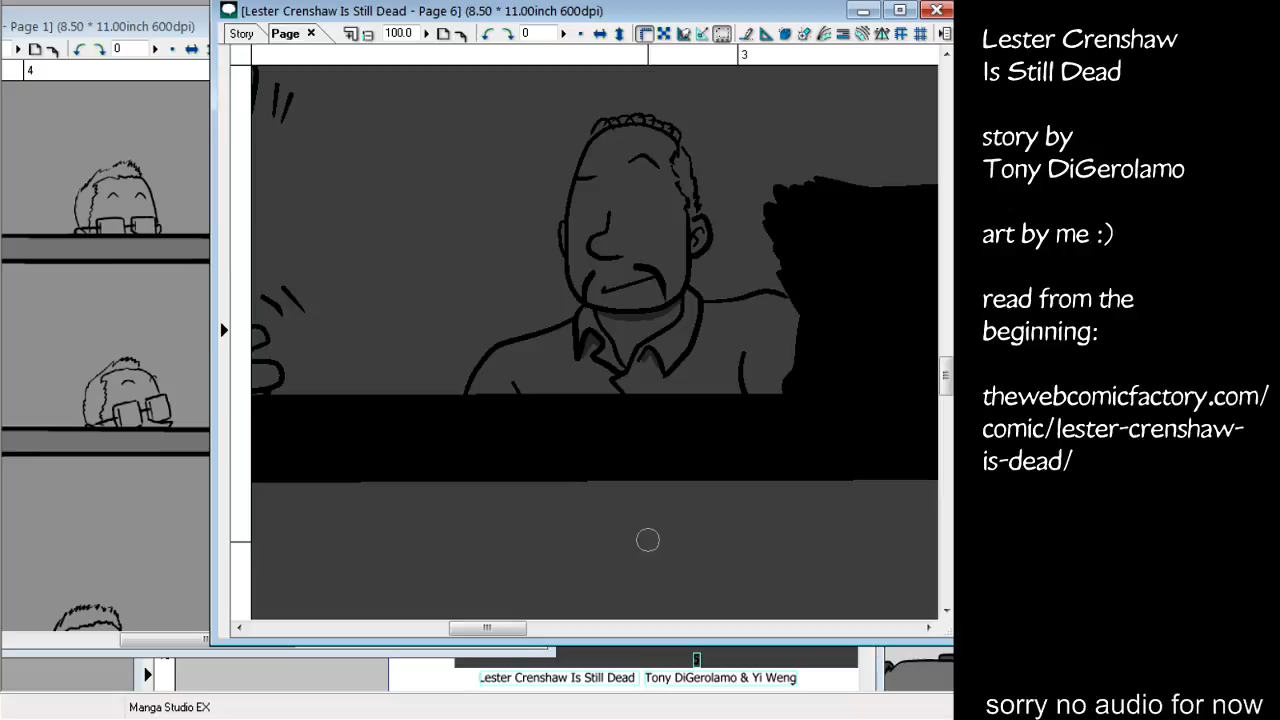 - Page 1] (8.50 * 11.00inch 600dpi)
[Lester Crenshaw Is Still Dead - Page 6] (8.50 * 11.00inch 600dpi)
0
Story
Page
100.0
0
4
3
Lester Crenshaw
Is Still Dead
story by
Tony DiGerolamo
art by me :)
read from the
beginning:
thewebcomicfactory.com/
comic/lester-crenshaw-
is-dead/
Lester Crenshaw Is Still Dead
Tony DiGerolamo & Yi Weng
Manga Studio EX
sorry no audio for now